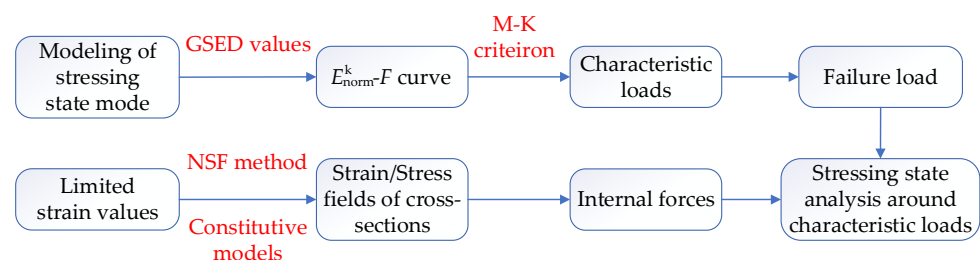 Modeling of
stressing
state mode
GSED values
E^k_norm-F curve
M-K
criteiron
Characteristic
loads
Failure load
Limited
strain values
NSF method
Constitutive
models
Strain/Stress
fields of cross-
sections
Internal forces
Stressing state
analysis around
characteristic loads